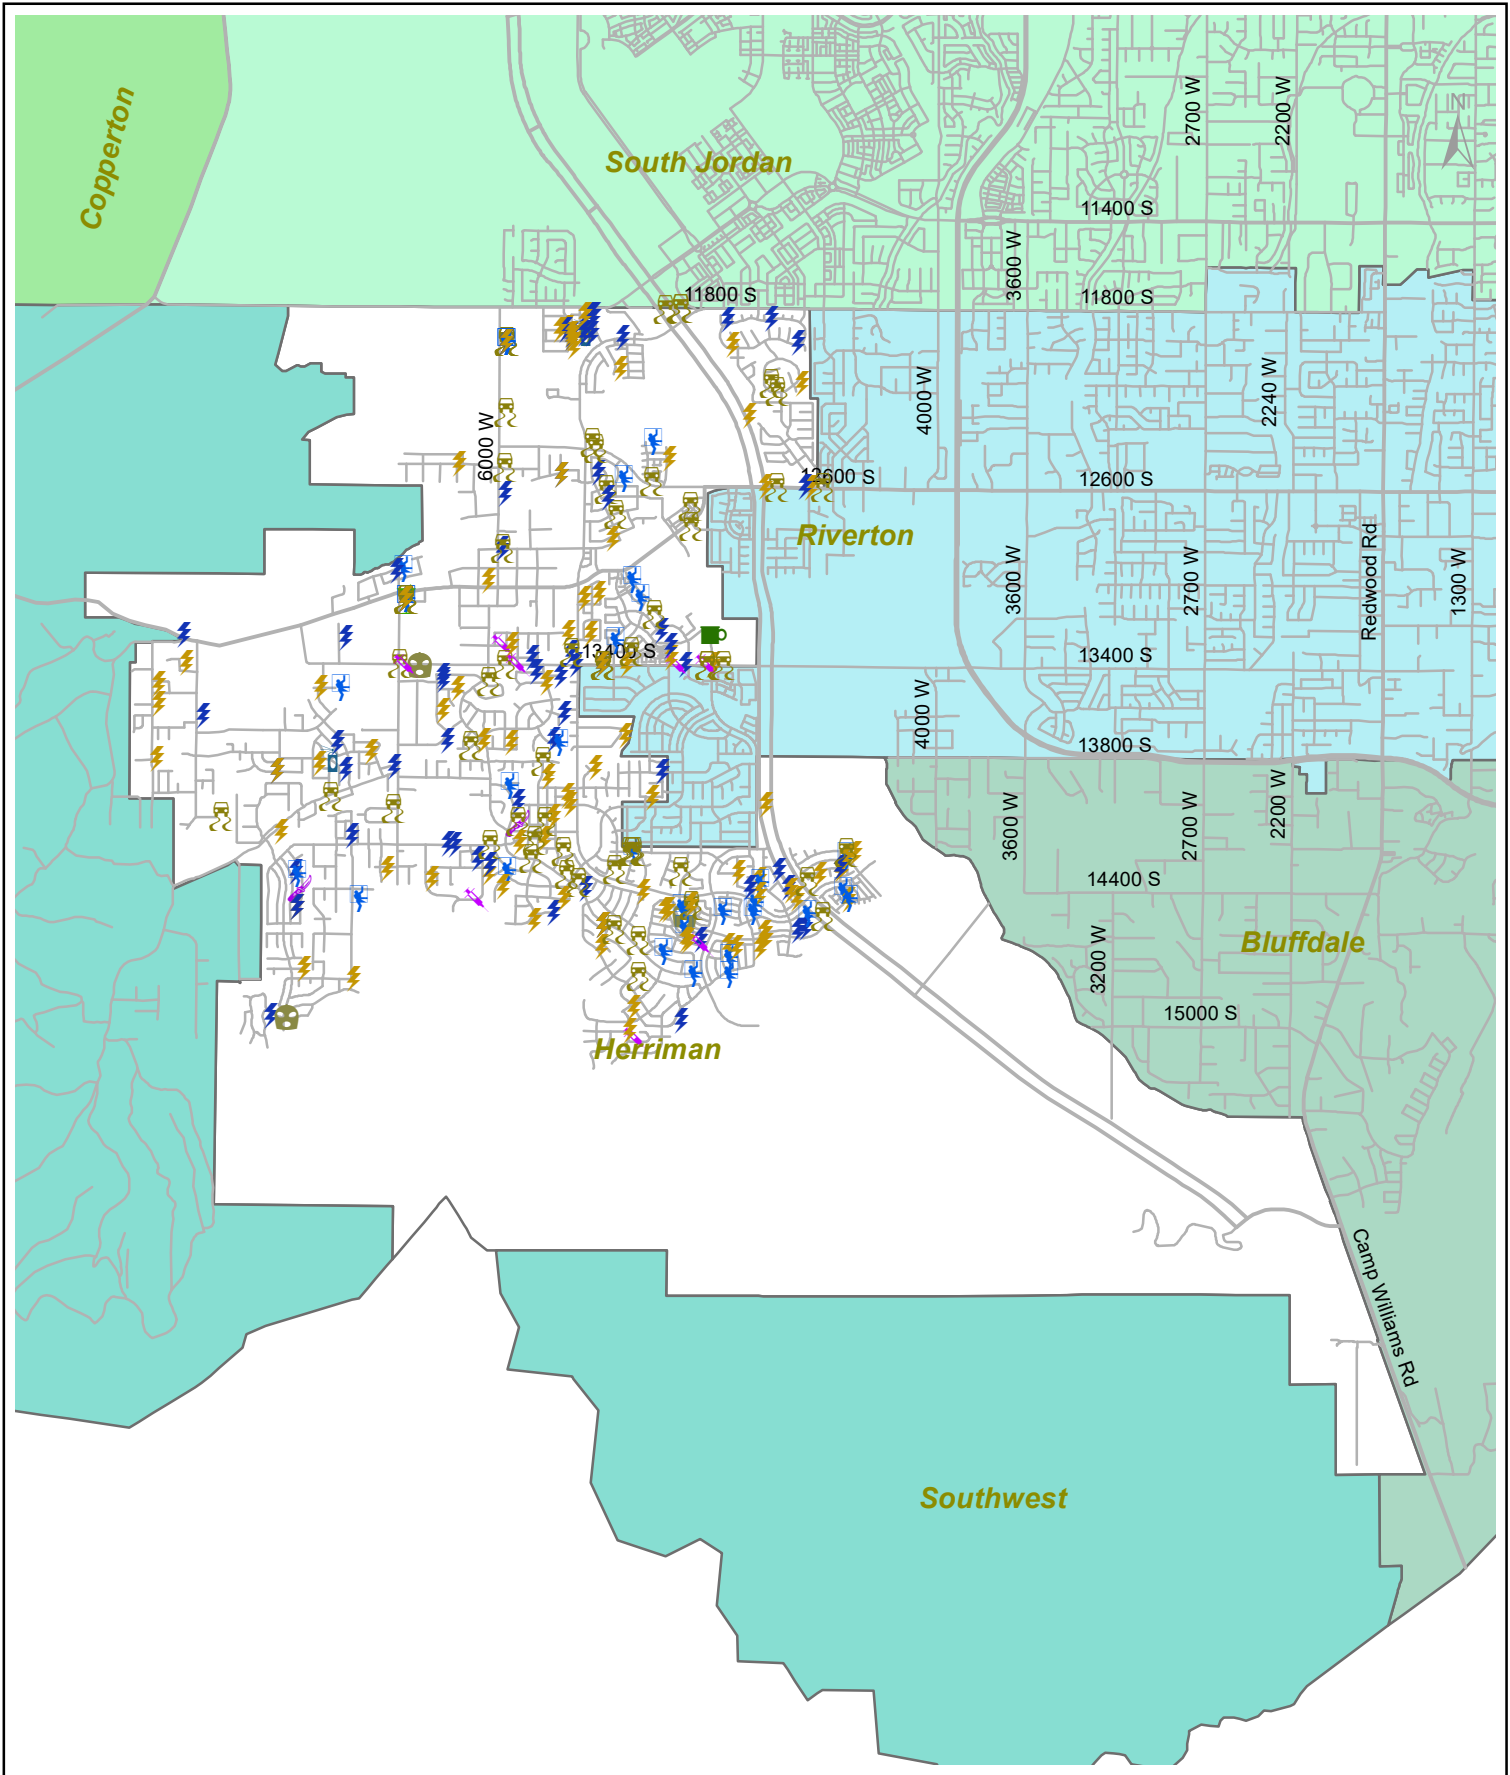 N
2700 W
2200 W
Copperton
South Jordan
11400 S
3600 W
11800 S
11800 S
4000 W
2240 W
6000 W
12600 S
12600 S
Riverton
Redwood Rd
3600 W
2700 W
1300 W
13400 S
13400 S
4000 W
13800 S
3600 W
2700 W
2200 W
14400 S
3200 W
Bluffdale
15000 S
Herriman
Camp Williams Rd
Southwest